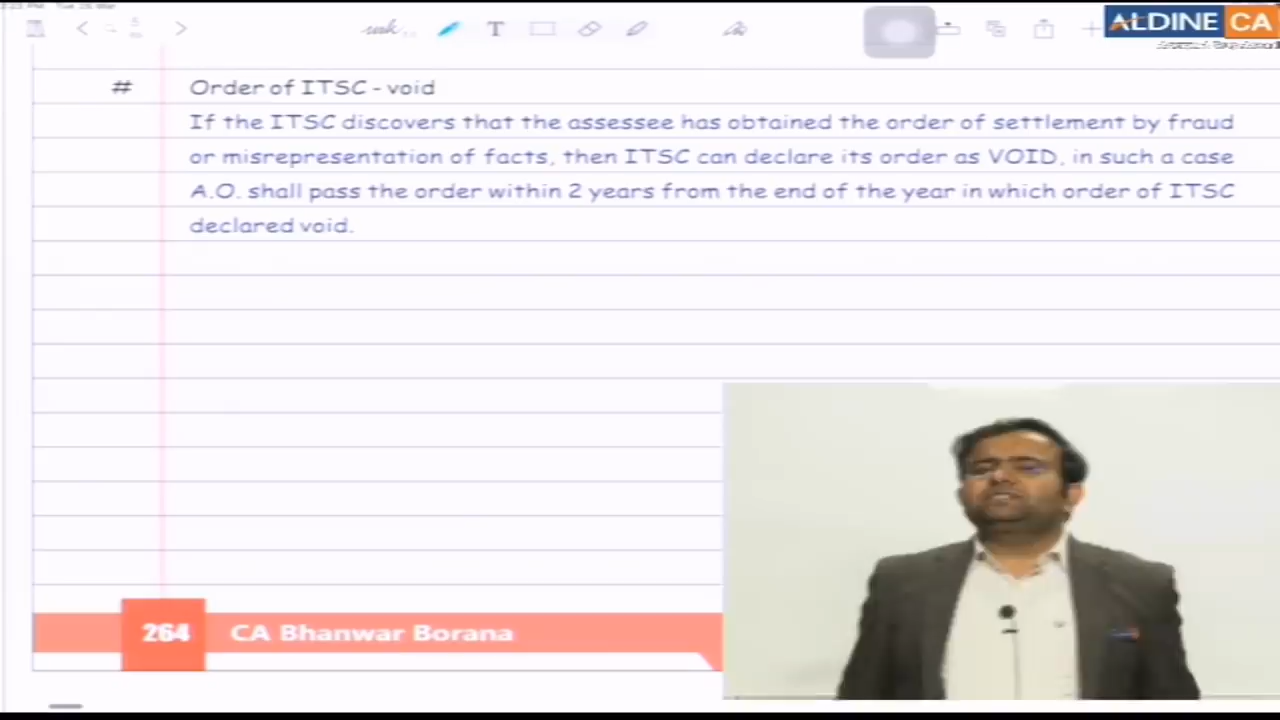 ALDINE CA
T
# Order of ITSC - void
If the ITSC discovers that the assessee has obtained the order of settlement by fraud
or misrepresentation of facts, then ITSC can declare its order as VOID, in such a case
A.O. shall pass the order within 2 years from the end of the year in which order of ITSC
declared void.
264 CA Bhanwar Borana